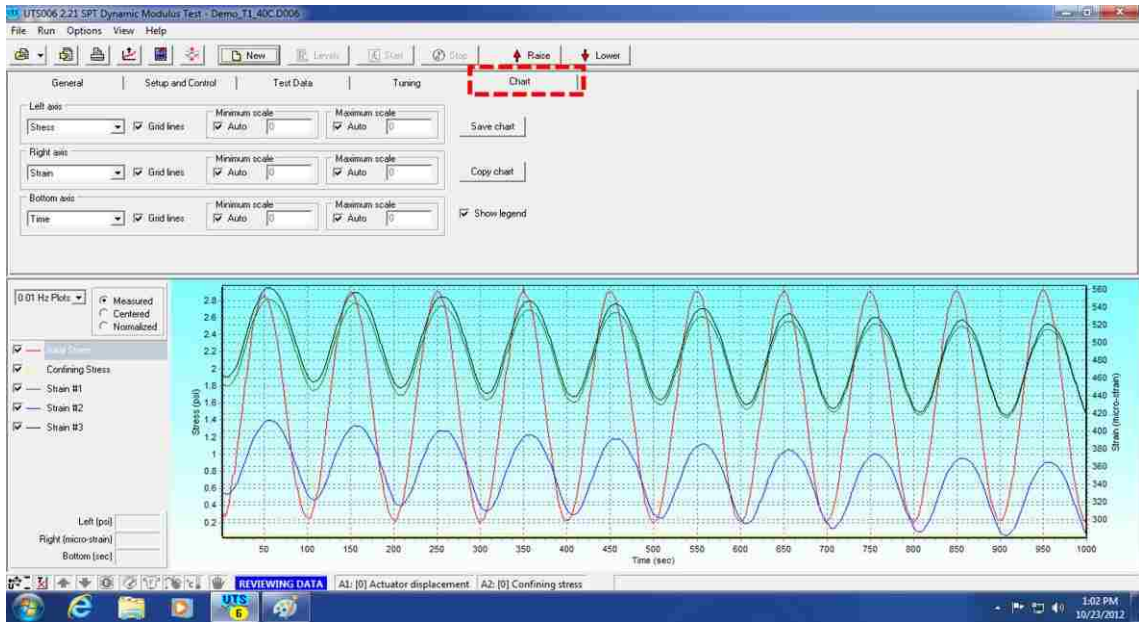 UTS006 2.21 SPT Dynamic Modulus Test - Demo_T1_40C.D006
File Run Options View Help
New Levels Start Stop Raise Lower
General Setup and Control Test Data Tuning Chart
Left axis
Stress Grid lines Minimum scale Auto 0 Maximum scale Auto 0 Save chart
Right axis
Strain Grid lines Minimum scale Auto 0 Maximum scale Auto 0 Copy chart
Bottom axis
Time Grid lines Minimum scale Auto 0 Maximum scale Auto 0 Show legend
0.01 Hz Plots
Measured
Centered
Normalized
Axial Stress
Confining Stress
Strain #1
Strain #2
Strain #3
Left (psi)
Right (micro-strain)
Bottom (sec)
Stress (psi)
2.8
2.6
2.4
2.2
2
1.8
1.6
1.4
1.2
1
0.8
0.6
0.4
0.2
560
540
520
500
480
460
440
420
400
380
360
340
320
300
Strain (micro-strain)
50 100 150 200 250 300 350 400 450 500 550 600 650 700 750 800 850 900 950 1000
Time (sec)
REVIEWING DATA A1: [0] Actuator displacement A2: [0] Confining stress
UTS
6
1:02 PM
10/23/2012